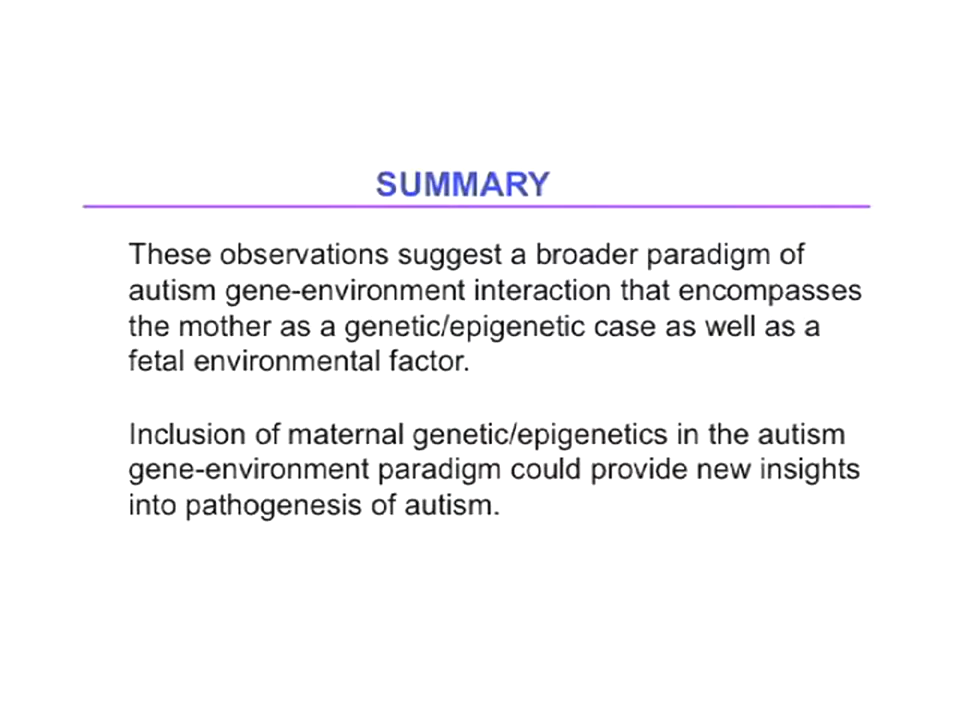 SUMMARY
These observations suggest a broader paradigm of
autism gene-environment interaction that encompasses
the mother as a genetic/epigenetic case as well as a
fetal environmental factor.
Inclusion of maternal genetic/epigenetics in the autism
gene-environment paradigm could provide new insights
into pathogenesis of autism.